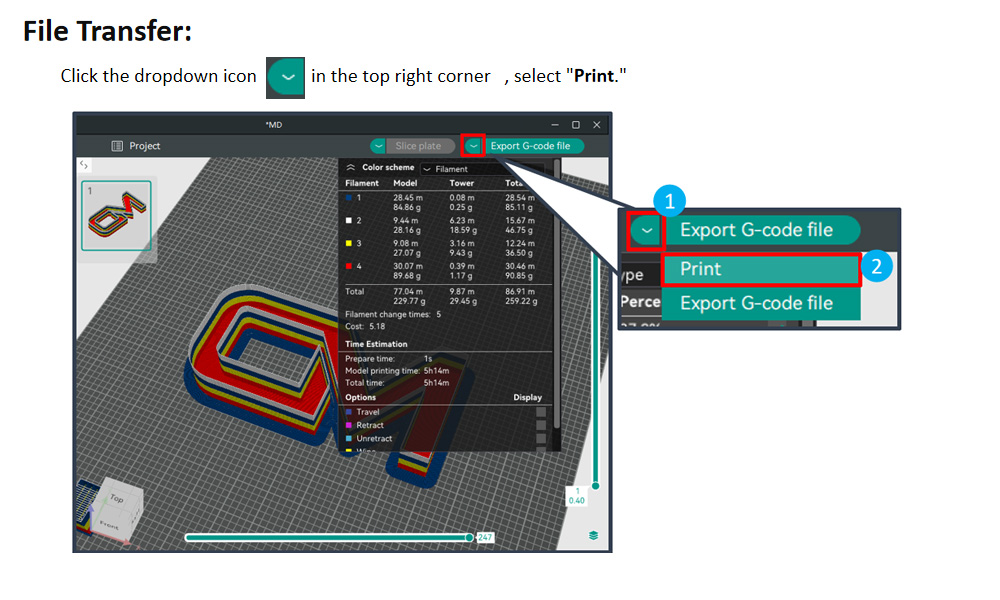 File Transfer:
Click the dropdown icon in the top right corner , select "Print."
*MD
Project
Slice plate
Export G-code file
1
Color scheme Filament
Filament Model Tower Tota
1 28.45 m 0.08 m 28.54 m
84.86 g 0.25 g 85.11 g
2 9.44 m 6.23 m 15.67 m
28.16 g 18.59 g 46.75 g
3 9.08 m 3.16 m 12.24 m
27.07 g 9.43 g 36.50 g
4 30.07 m 0.39 m 30.46 m
89.68 g 1.17 g 90.85 g
Total 77.04 m 9.87 m 86.91 m
229.77 g 29.45 g 259.22 g
Filament change times: 5
Cost: 5.18
Time Estimation
Prepare time: 1s
Model printing time: 5h14m
Total time: 5h14m
Options Display
Travel
Retract
Unretract
1
Export G-code file
ype
Print
2
Perce
Export G-code file
Top
Front
1
0.40
247